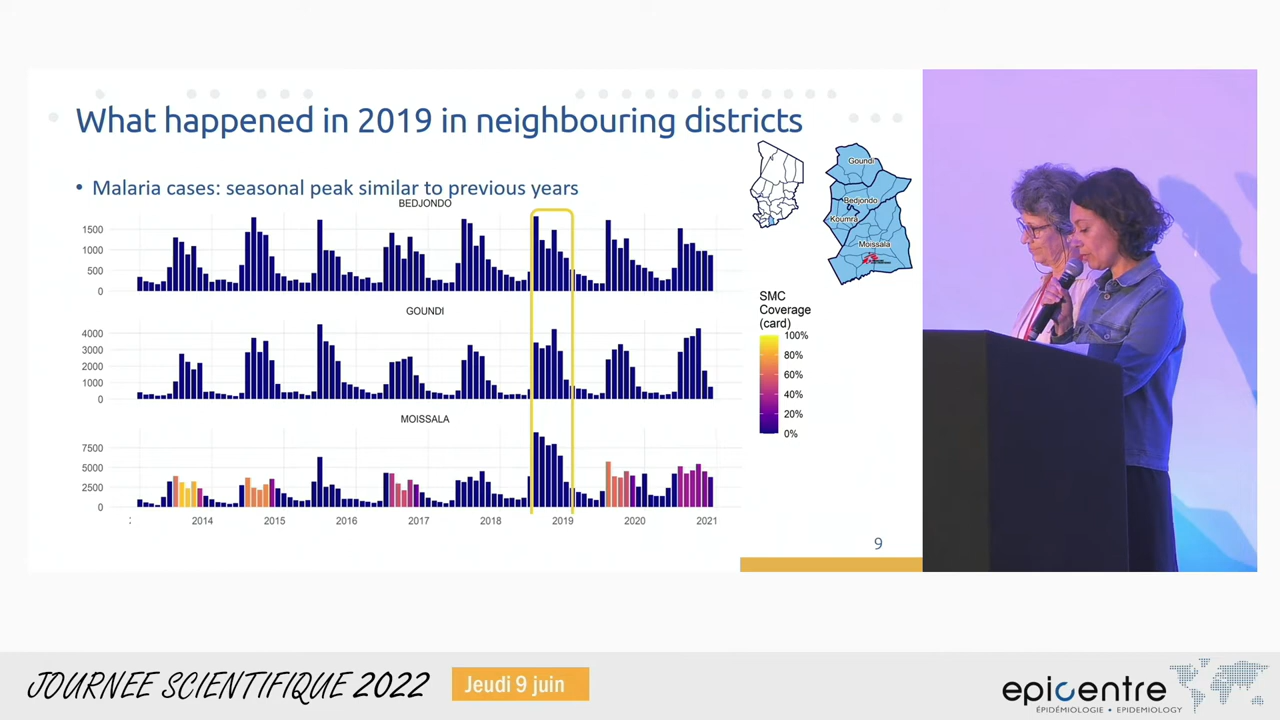 What happened in 2019 in neighbouring districts
• Malaria cases: seasonal peak similar to previous years
BEDJONDO
1500
1000
500
0
GOUNDI
4000
3000
2000
1000
0
MOISSALA
7500
5000
2500
0
:
2014
2015
2016
2017
2018
2019
2020
2021
Goundi
Bedjondo
Koumra
Moissala
SMC
Coverage
(card)
100%
80%
60%
40%
20%
0%
9
JOURNEE SCIENTIFIQUE 2022
Jeudi 9 juin
epicentre
ÉPIDÉMIOLOGIE • EPIDEMIOLOGY